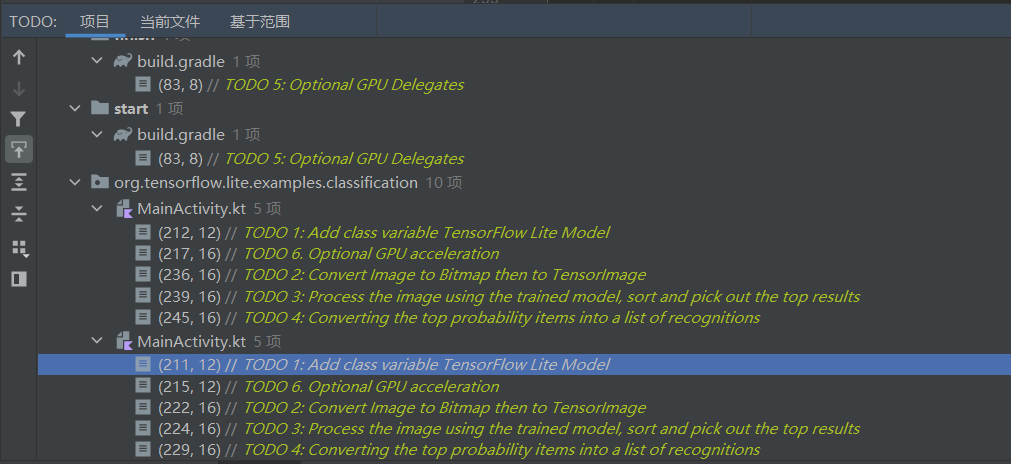 TODO: 项目 当前文件 基于范围
build.gradle 1 项
(83, 8) // TODO 5: Optional GPU Delegates
start 1 项
build.gradle 1 项
(83, 8) // TODO 5: Optional GPU Delegates
org.tensorflow.lite.examples.classification 10 项
MainActivity.kt 5 项
(212, 12) // TODO 1: Add class variable TensorFlow Lite Model
(217, 16) // TODO 6. Optional GPU acceleration
(236, 16) // TODO 2: Convert Image to Bitmap then to TensorImage
(239, 16) // TODO 3: Process the image using the trained model, sort and pick out the top results
(245, 16) // TODO 4: Converting the top probability items into a list of recognitions
MainActivity.kt 5 项
(211, 12) // TODO 1: Add class variable TensorFlow Lite Model
(215, 12) // TODO 6. Optional GPU acceleration
(222, 16) // TODO 2: Convert Image to Bitmap then to TensorImage
(224, 16) // TODO 3: Process the image using the trained model, sort and pick out the top results
(229, 16) // TODO 4: Converting the top probability items into a list of recognitions